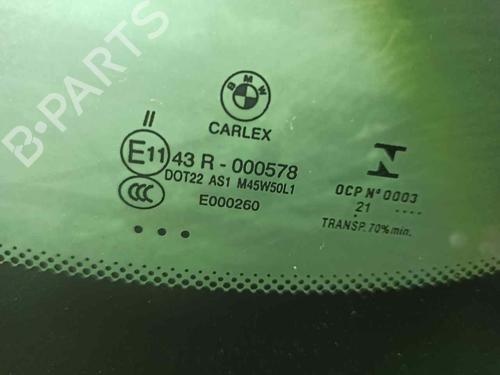 BMW
CARLEX
II
E11 43 R - 000578
DOT22 AS1 M45W50L1
CCC
E000260
OCP Nº 0003
21 ....
TRANSP. 70% min.
B-PARTS